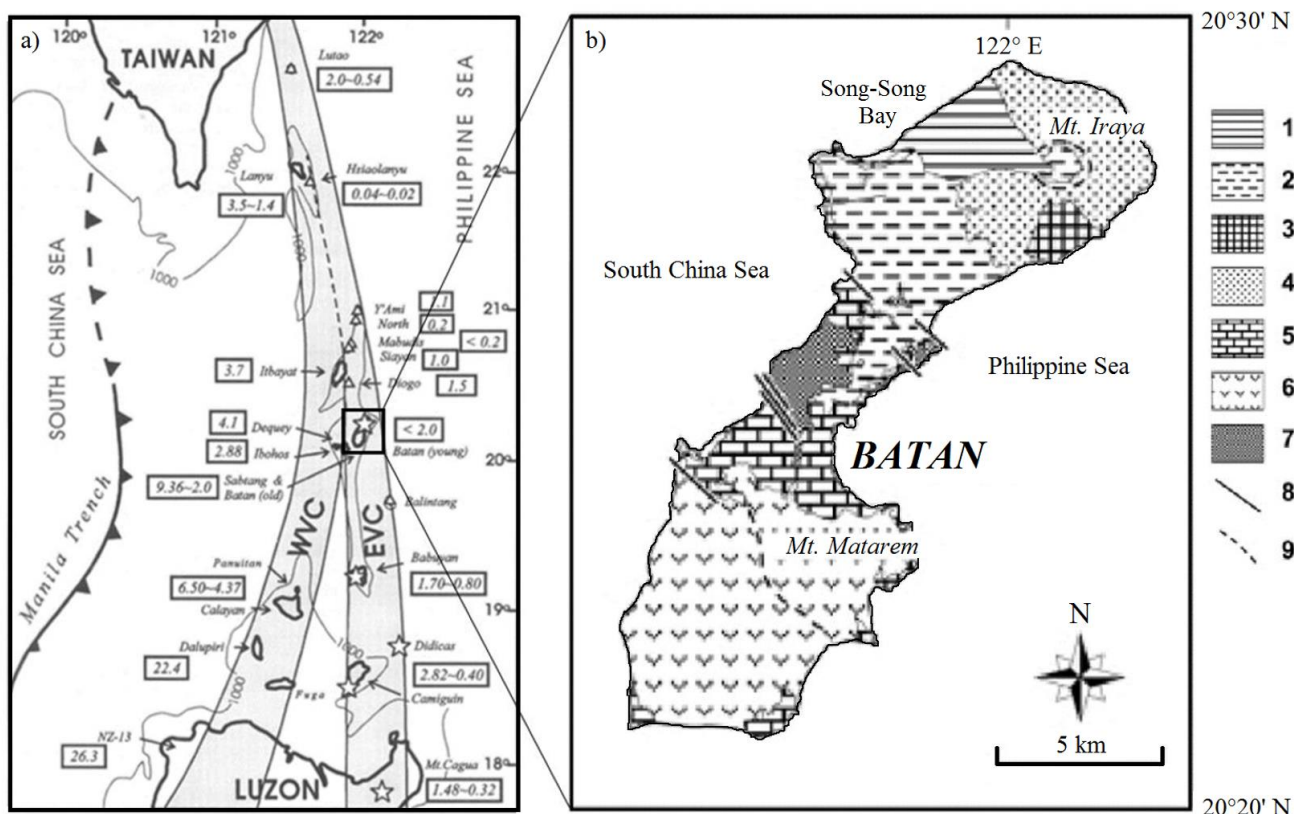 a)
120°
121°
122°
TAIWAN
Lutao
2.0~0.54
PHILIPPINE SEA
1000
22°
Hsiaolanyu
0.04~0.02
Lanyu
3.5~1.4
1000
1000
SOUTH CHINA SEA
21°
Y'Ami
1.1
North
0.2
Mabudis
< 0.2
Siayan
1.0
3.7
Itbayat
Diogo
1.5
4.1
Dequey
< 2.0
2.88
Ibohos
Batan (young)
20°
9.36~2.0
Sabtang &
Batan (old)
Balintang
WVC
EVC
Manila Trench
Panuitan
6.50~4.37
Calayan
Babuyan
1.70~0.80
19°
Dalupiri
22.4
1000
Didicas
2.82~0.40
1000
Fuga
Camiguin
NZ-13
26.3
LUZON
Mt.Cagua
18°
1.48~0.32
b)
20°30' N
122° E
Song-Song
Bay
Mt. Iraya
South China Sea
Philippine Sea
BATAN
Mt. Matarem
N
5 km
20°20' N
1
2
3
4
5
6
7
8
9